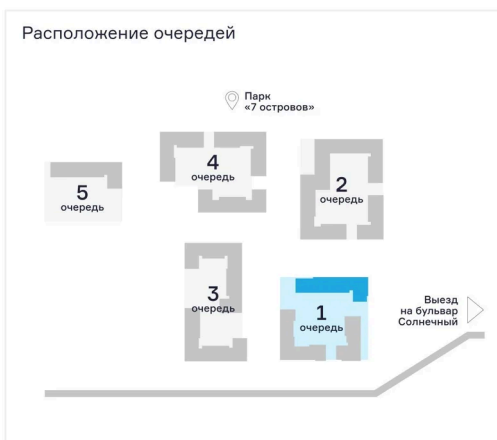 Расположение очередей
Парк
«7 островов»
4
очередь
5
очередь
2
очередь
3
очередь
1
очередь
Выезд
на бульвар
Солнечный